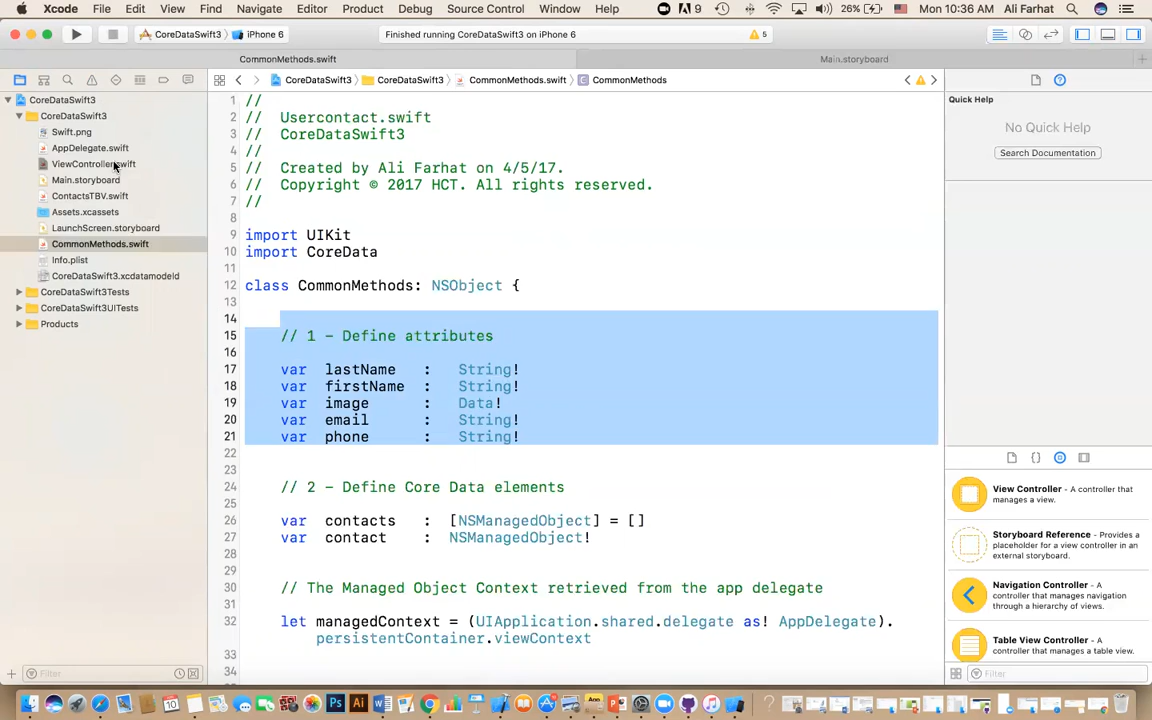 Xcode File Edit View Find Navigate Editor Product Debug Source Control Window Help 9 26% Mon 10:36 AM Ali Farhat
CoreDataSwift3 iPhone 6 Finished running CoreDataSwift3 on iPhone 6 5
CommonMethods.swift Main.storyboard
CoreDataSwift3 CoreDataSwift3 CommonMethods.swift CommonMethods
CoreDataSwift3
CoreDataSwift3
Swift.png
AppDelegate.swift
ViewController.swift
Main.storyboard
ContactsTBV.swift
Assets.xcassets
LaunchScreen.storyboard
CommonMethods.swift
Info.plist
CoreDataSwift3.xcdatamodeld
CoreDataSwift3Tests
CoreDataSwift3UITests
Products
Filter
1 //
2 // Usercontact.swift
3 // CoreDataSwift3
4 //
5 // Created by Ali Farhat on 4/5/17.
6 // Copyright © 2017 HCT. All rights reserved.
7 //
8
9 import UIKit
10 import CoreData
11
12 class CommonMethods: NSObject {
13
14
15 // 1 - Define attributes
16
17 var lastName : String!
18 var firstName : String!
19 var image : Data!
20 var email : String!
21 var phone : String!
22
23
24 // 2 - Define Core Data elements
25
26 var contacts : [NSManagedObject] = []
27 var contact : NSManagedObject!
28
29
30 // The Managed Object Context retrieved from the app delegate
31
32 let managedContext = (UIApplication.shared.delegate as! AppDelegate).
persistentContainer.viewContext
33
34
Quick Help
No Quick Help
Search Documentation
View Controller - A controller that
manages a view.
Storyboard Reference - Provides a
placeholder for a view controller in an
external storyboard.
Navigation Controller - A
controller that manages navigation
through a hierarchy of views.
Table View Controller - A
controller that manages a table view.
Filter